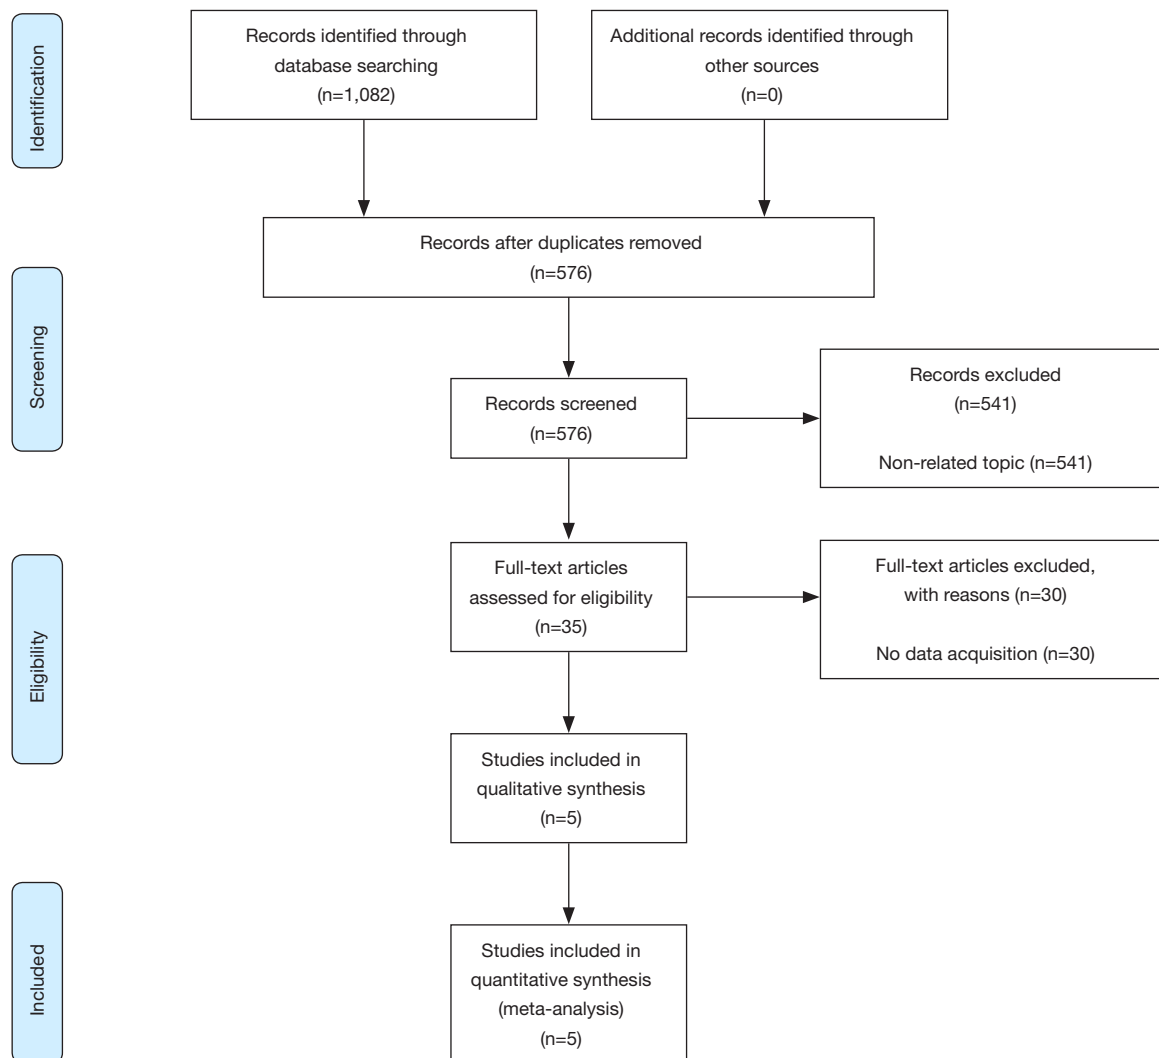 Identification
Records identified through
database searching
(n=1,082)
Additional records identified through
other sources
(n=0)
Records after duplicates removed
(n=576)
Screening
Records screened
(n=576)
Records excluded
(n=541)
Non-related topic (n=541)
Eligibility
Full-text articles
assessed for eligibility
(n=35)
Full-text articles excluded,
with reasons (n=30)
No data acquisition (n=30)
Studies included in
qualitative synthesis
(n=5)
Included
Studies included in
quantitative synthesis
(meta-analysis)
(n=5)